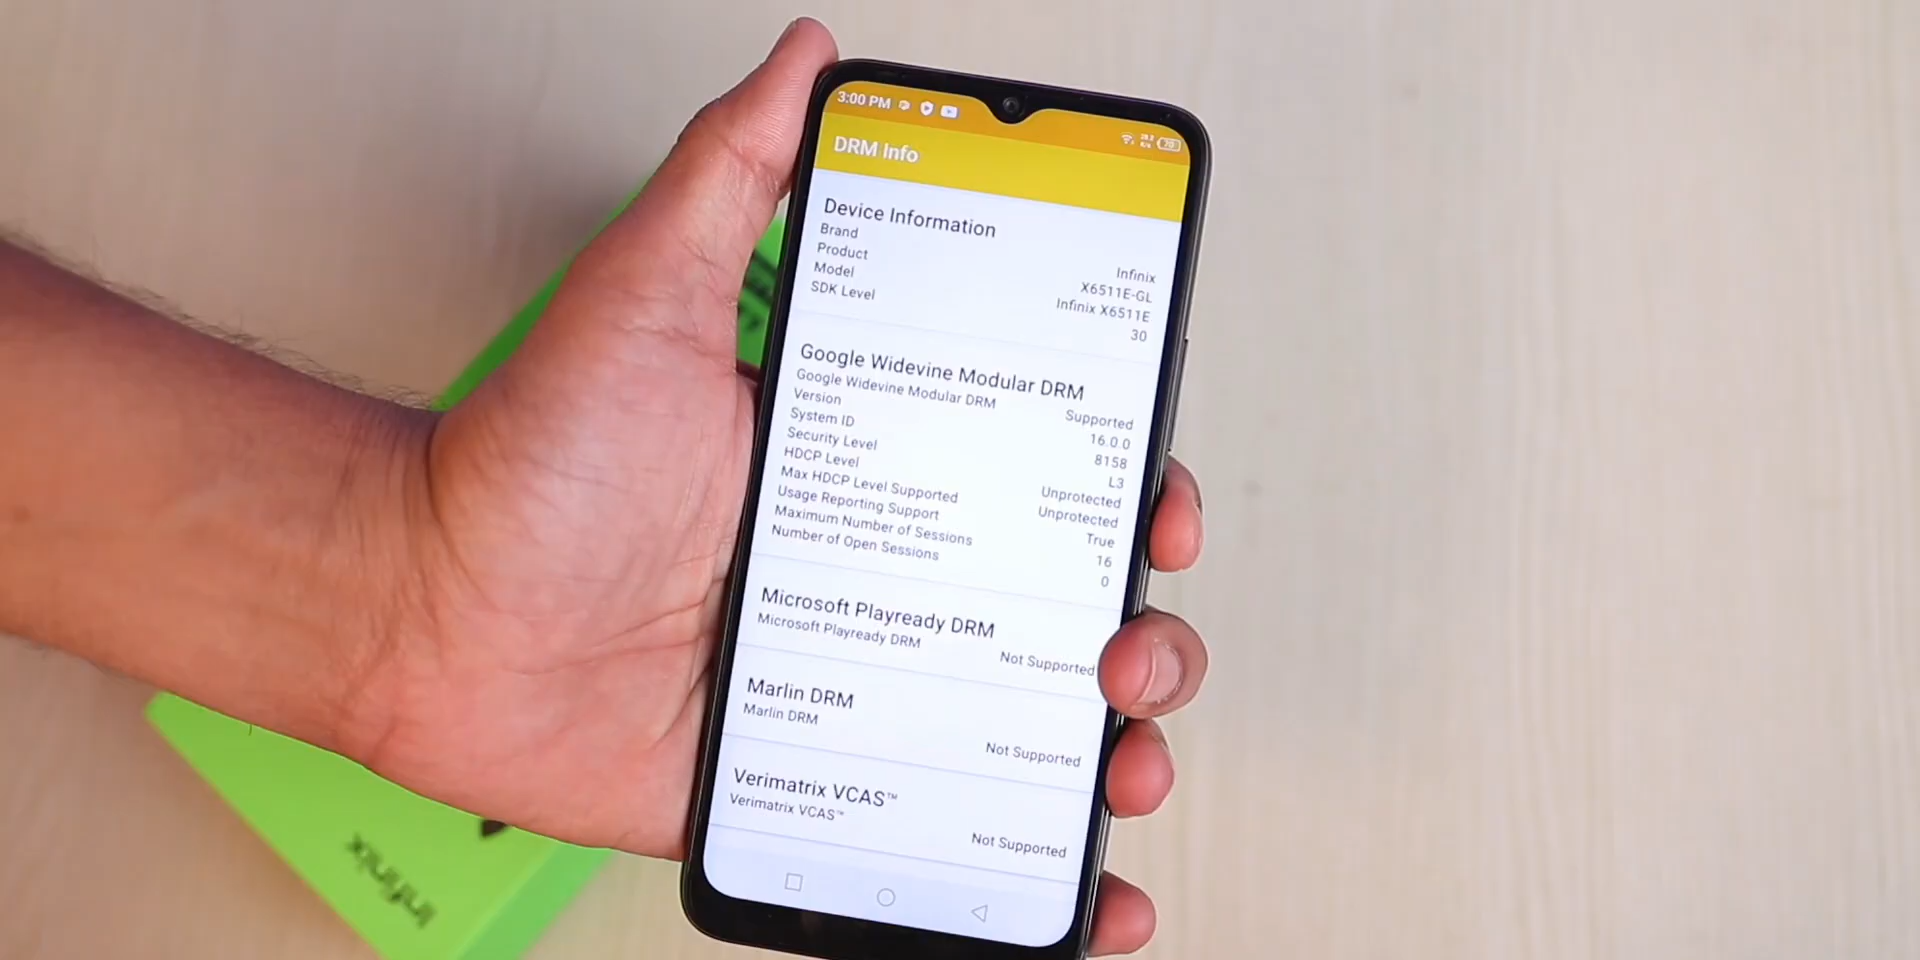 3:00 PM
70
DRM Info
Device Information
Brand
Infinix
Product
X6511E-GL
Model
Infinix X6511E
SDK Level
30
Google Widevine Modular DRM
Google Widevine Modular DRM
Supported
Version
16.0.0
System ID
8158
Security Level
L3
HDCP Level
Unprotected
Max HDCP Level Supported
Unprotected
Usage Reporting Support
True
Maximum Number of Sessions
16
Number of Open Sessions
0
Microsoft Playready DRM
Microsoft Playready DRM
Not Supported
Marlin DRM
Marlin DRM
Not Supported
Verimatrix VCAS™
Verimatrix VCAS™
Not Supported
Infinix